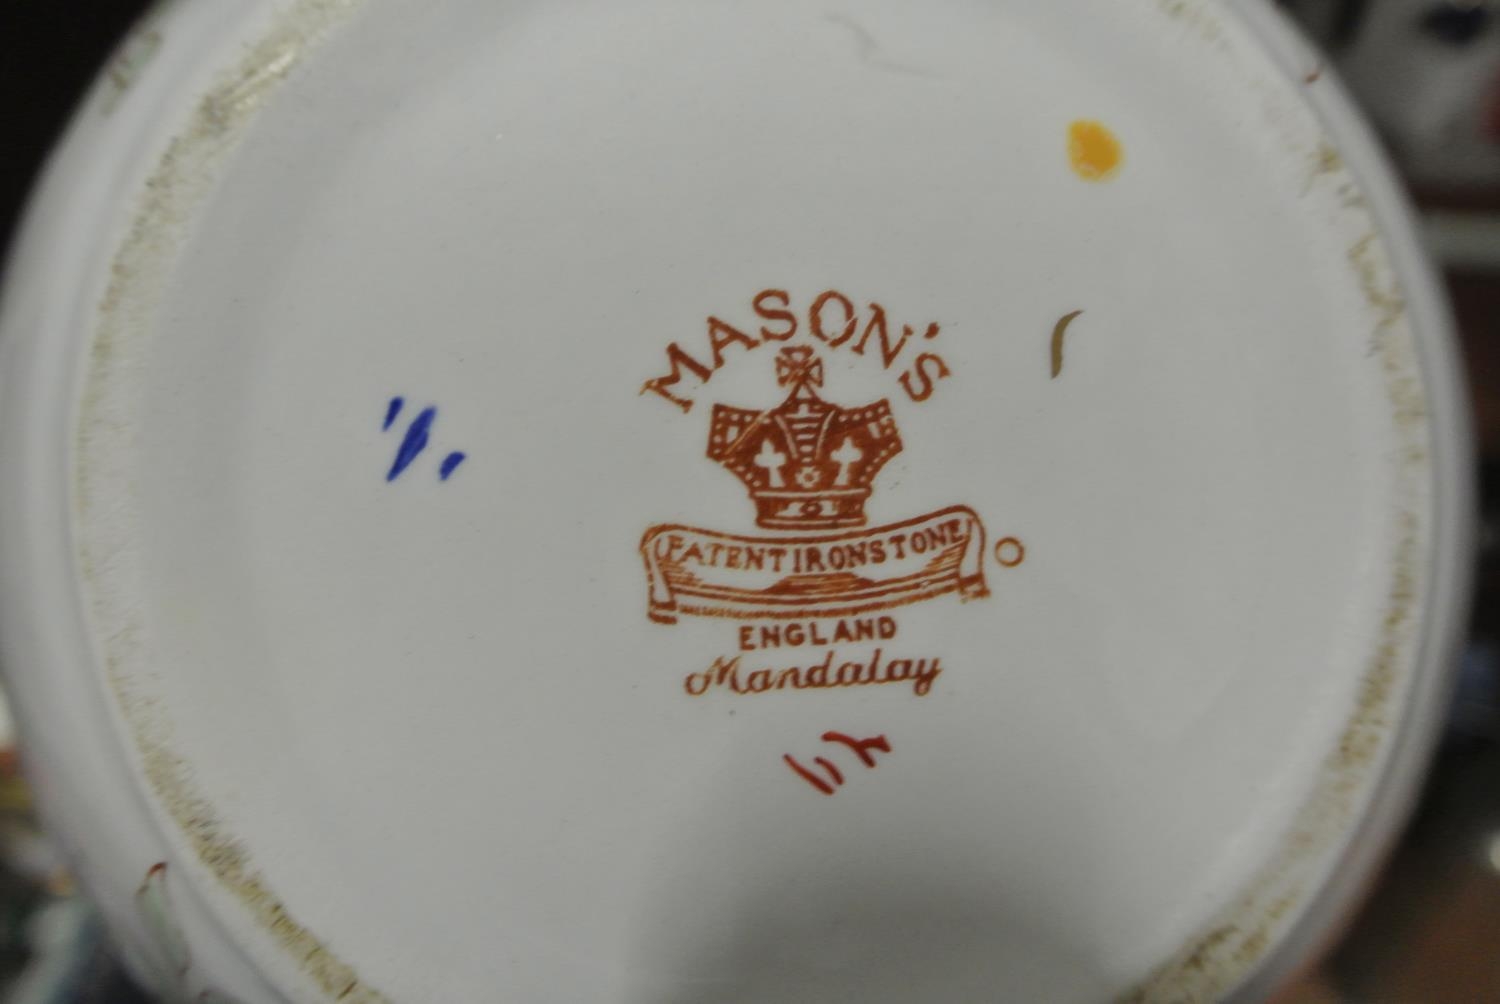 MASON'S
PATENT IRONSTONE
ENGLAND
Mandalay